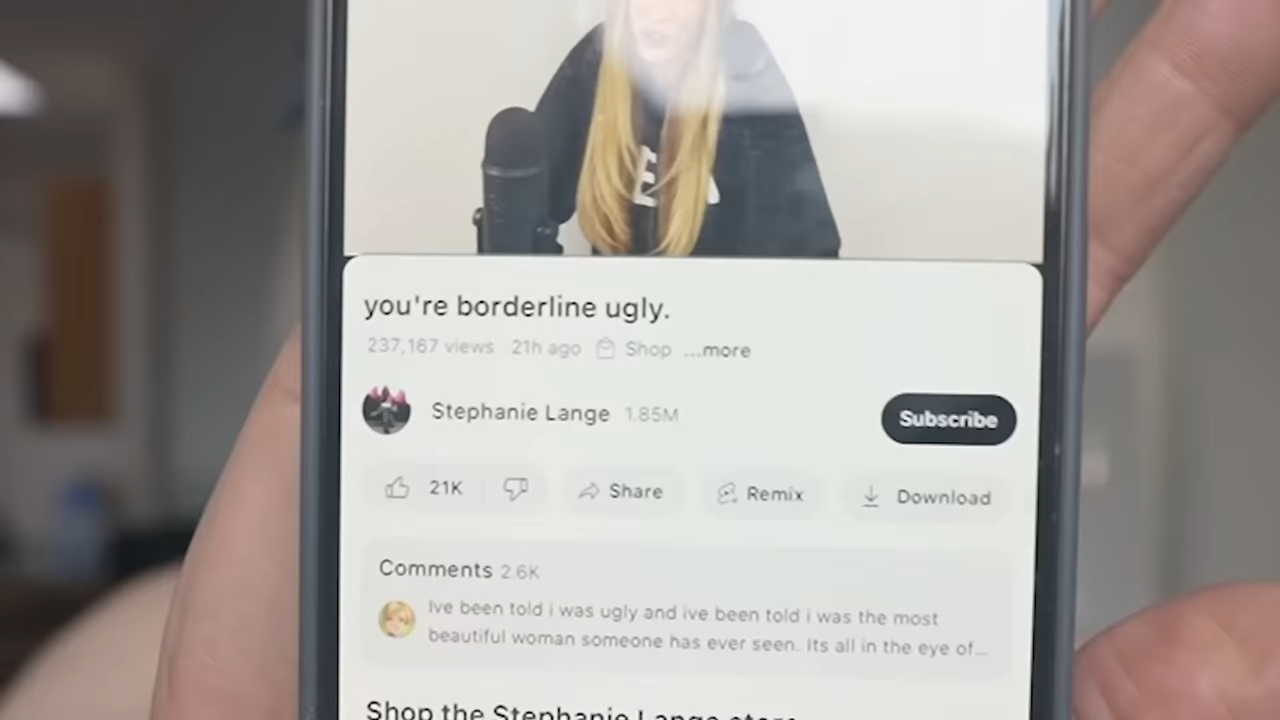 you're borderline ugly.
237,167 views 21h ago Shop ...more
Stephanie Lange 1.85M
Subscribe
21K Share Remix Download
Comments 2.6K
Ive been told i was ugly and ive been told i was the most
beautiful woman someone has ever seen. Its all in the eye of...
Shop the Stephanie Lange store